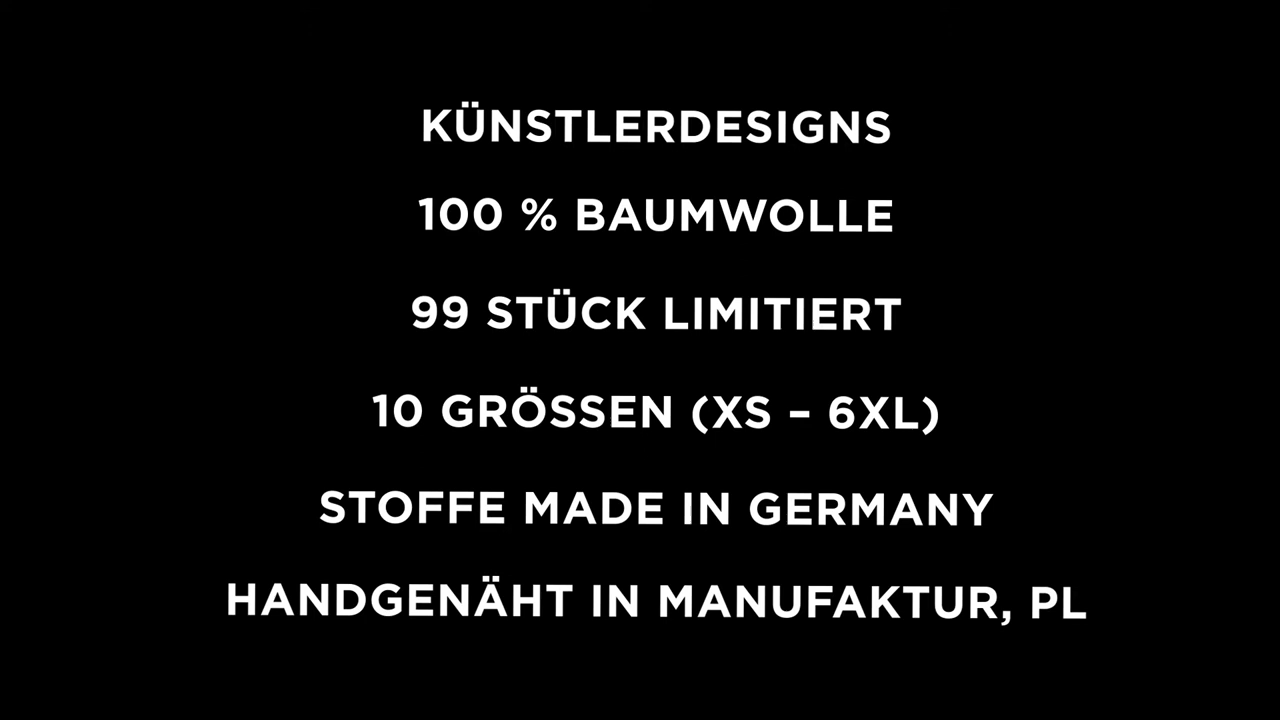 KÜNSTLERDESIGNS
100 % BAUMWOLLE
99 STÜCK LIMITIERT
10 GRÖSSEN (XS – 6XL)
STOFFE MADE IN GERMANY
HANDGENÄHT IN MANUFAKTUR, PL